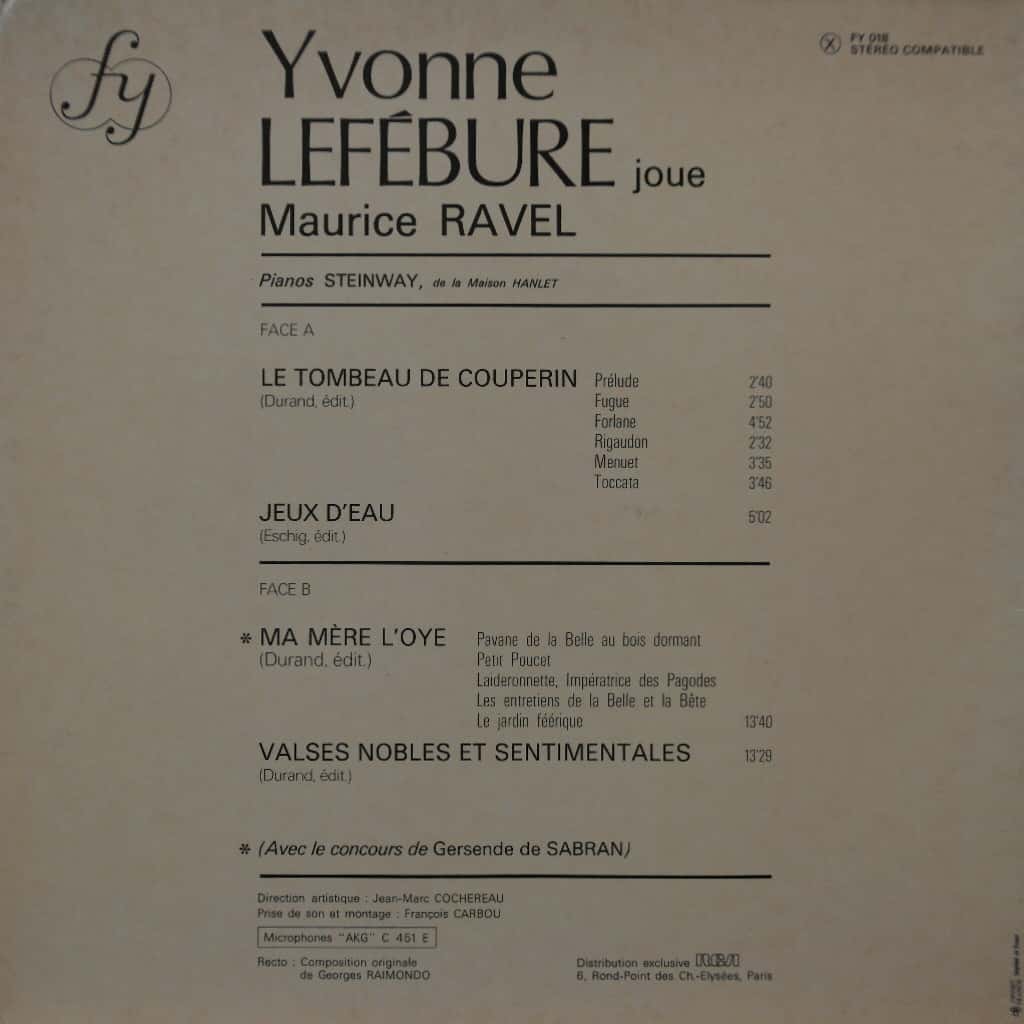 fy
Yvonne
LEFÉBURE joue
Maurice RAVEL
FY 018
STÉRÉO COMPATIBLE
Pianos STEINWAY, de la Maison HANLET
FACE A
LE TOMBEAU DE COUPERIN Prélude 2'40
(Durand, édit.) Fugue 2'50
Forlane 4'52
Rigaudon 2'32
Menuet 3'35
Toccata 3'46
JEUX D'EAU 5'02
(Eschig, édit.)
FACE B
* MA MÈRE L'OYE Pavane de la Belle au bois dormant
(Durand, édit.) Petit Poucet
Laideronnette, Impératrice des Pagodes
Les entretiens de la Belle et la Bête
Le jardin féérique 13'40
VALSES NOBLES ET SENTIMENTALES 13'29
(Durand, édit.)
* (Avec le concours de Gersende de SABRAN)
Direction artistique : Jean-Marc COCHEREAU
Prise de son et montage : François CARBOU
Microphones "AKG" C 451 E
Recto : Composition originale
de Georges RAIMONDO
Distribution exclusive RCA
6, Rond-Point des Ch.-Elysées, Paris